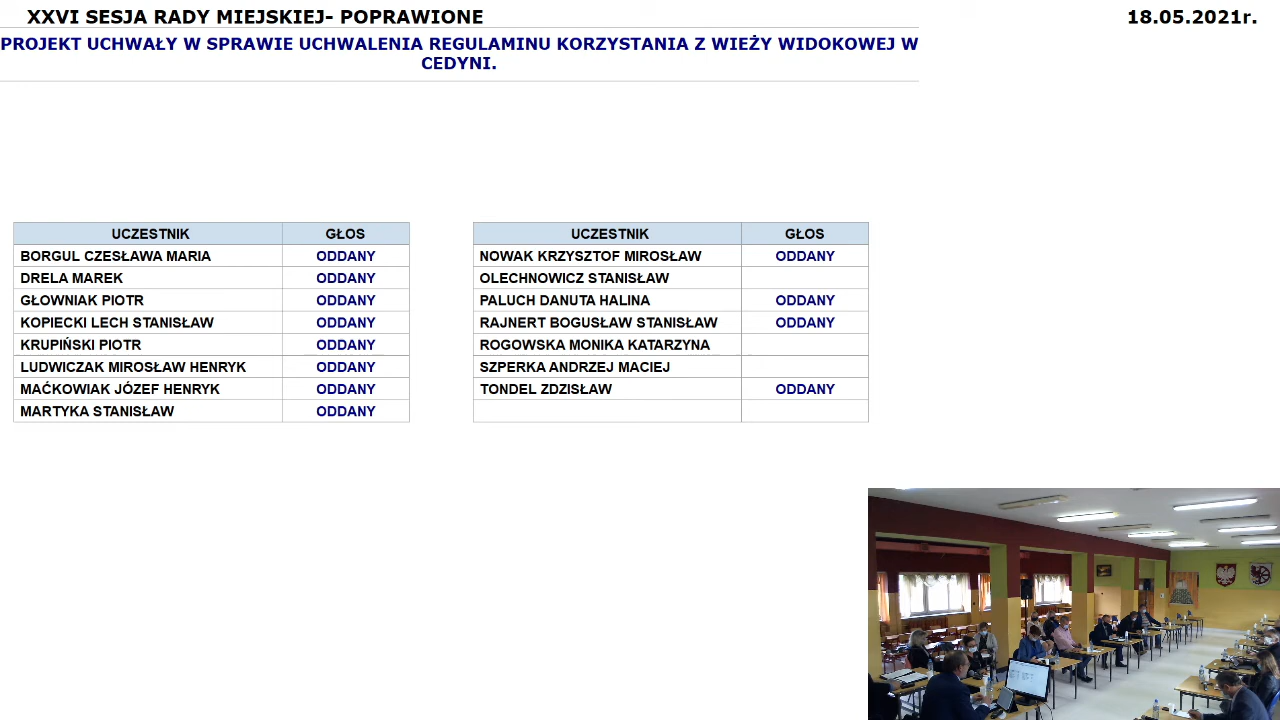 XXVI SESJA RADY MIEJSKIEJ- POPRAWIONE
18.05.2021r.
PROJEKT UCHWAŁY W SPRAWIE UCHWALENIA REGULAMINU KORZYSTANIA Z WIEŻY WIDOKOWEJ W
CEDYNI.
UCZESTNIK GŁOS
BORGUL CZESŁAWA MARIA ODDANY
DRELA MAREK ODDANY
GŁOWNIAK PIOTR ODDANY
KOPIECKI LECH STANISŁAW ODDANY
KRUPIŃSKI PIOTR ODDANY
LUDWICZAK MIROSŁAW HENRYK ODDANY
MAĆKOWIAK JÓZEF HENRYK ODDANY
MARTYKA STANISŁAW ODDANY
UCZESTNIK GŁOS
NOWAK KRZYSZTOF MIROSŁAW ODDANY
OLECHNOWICZ STANISŁAW
PALUCH DANUTA HALINA ODDANY
RAJNERT BOGUSŁAW STANISŁAW ODDANY
ROGOWSKA MONIKA KATARZYNA
SZPERKA ANDRZEJ MACIEJ
TONDEL ZDZISŁAW ODDANY